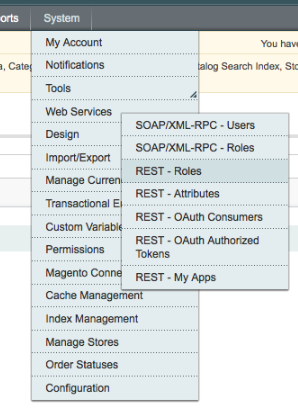 orts
System
My Account
You have
Notifications
a, Categ
alog Search Index, Sto
Tools
Web Services
SOAP/XML-RPC - Users
Design
SOAP/XML-RPC - Roles
Import/Export
REST - Roles
Manage Curren
REST - Attributes
Transactional E
REST - OAuth Consumers
Custom Variable
REST - OAuth Authorized
Tokens
Permissions
REST - My Apps
Magento Conne
Cache Management
Index Management
Manage Stores
Order Statuses
Configuration